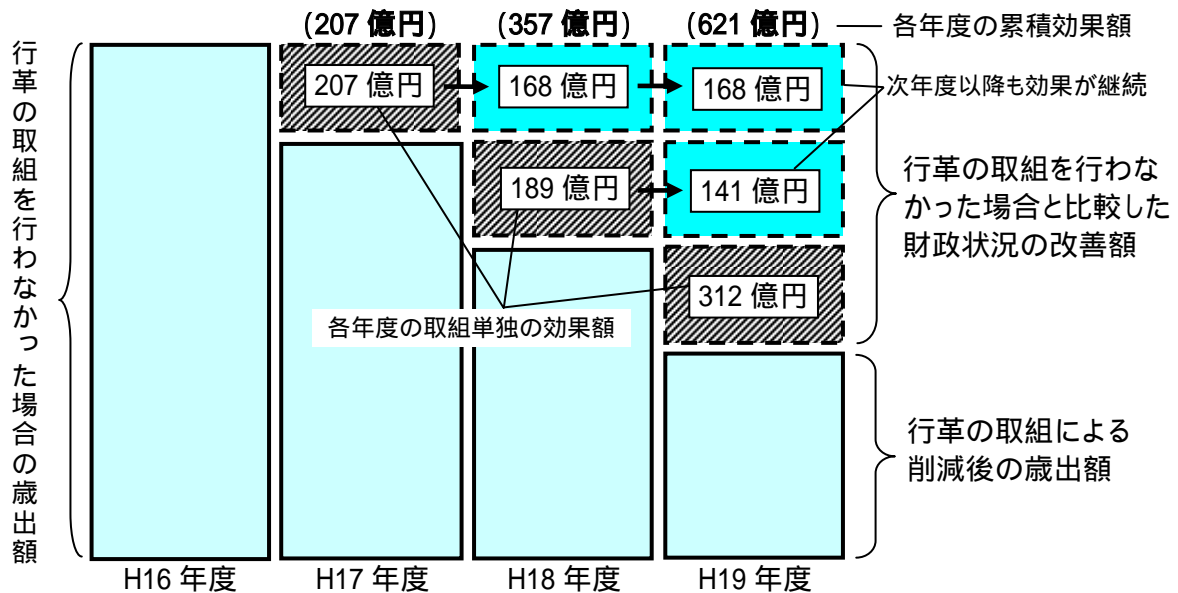 (207 億円)
(357 億円)
(621 億円)
各年度の累積効果額
行革の取組を行わなかった場合の歳出額
207 億円
168 億円
168 億円
次年度以降も効果が継続
189 億円
141 億円
行革の取組を行わな
かった場合と比較した
財政状況の改善額
312 億円
各年度の取組単独の効果額
行革の取組による
削減後の歳出額
H16 年度
H17 年度
H18 年度
H19 年度